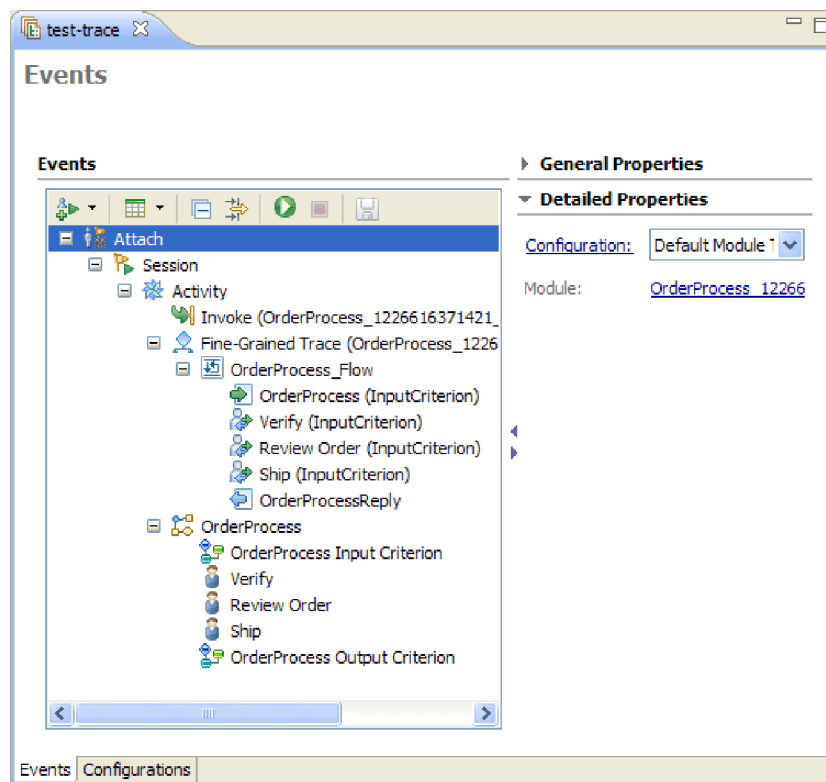 test-trace
Events
Events
Attach
Session
Activity
Invoke (OrderProcess_1226616371421_
Fine-Grained Trace (OrderProcess_1226
OrderProcess_Flow
OrderProcess (InputCriterion)
Verify (InputCriterion)
Review Order (InputCriterion)
Ship (InputCriterion)
OrderProcessReply
OrderProcess
OrderProcess Input Criterion
Verify
Review Order
Ship
OrderProcess Output Criterion
General Properties
Detailed Properties
Configuration: Default Module T
Module: OrderProcess_12266
Events Configurations